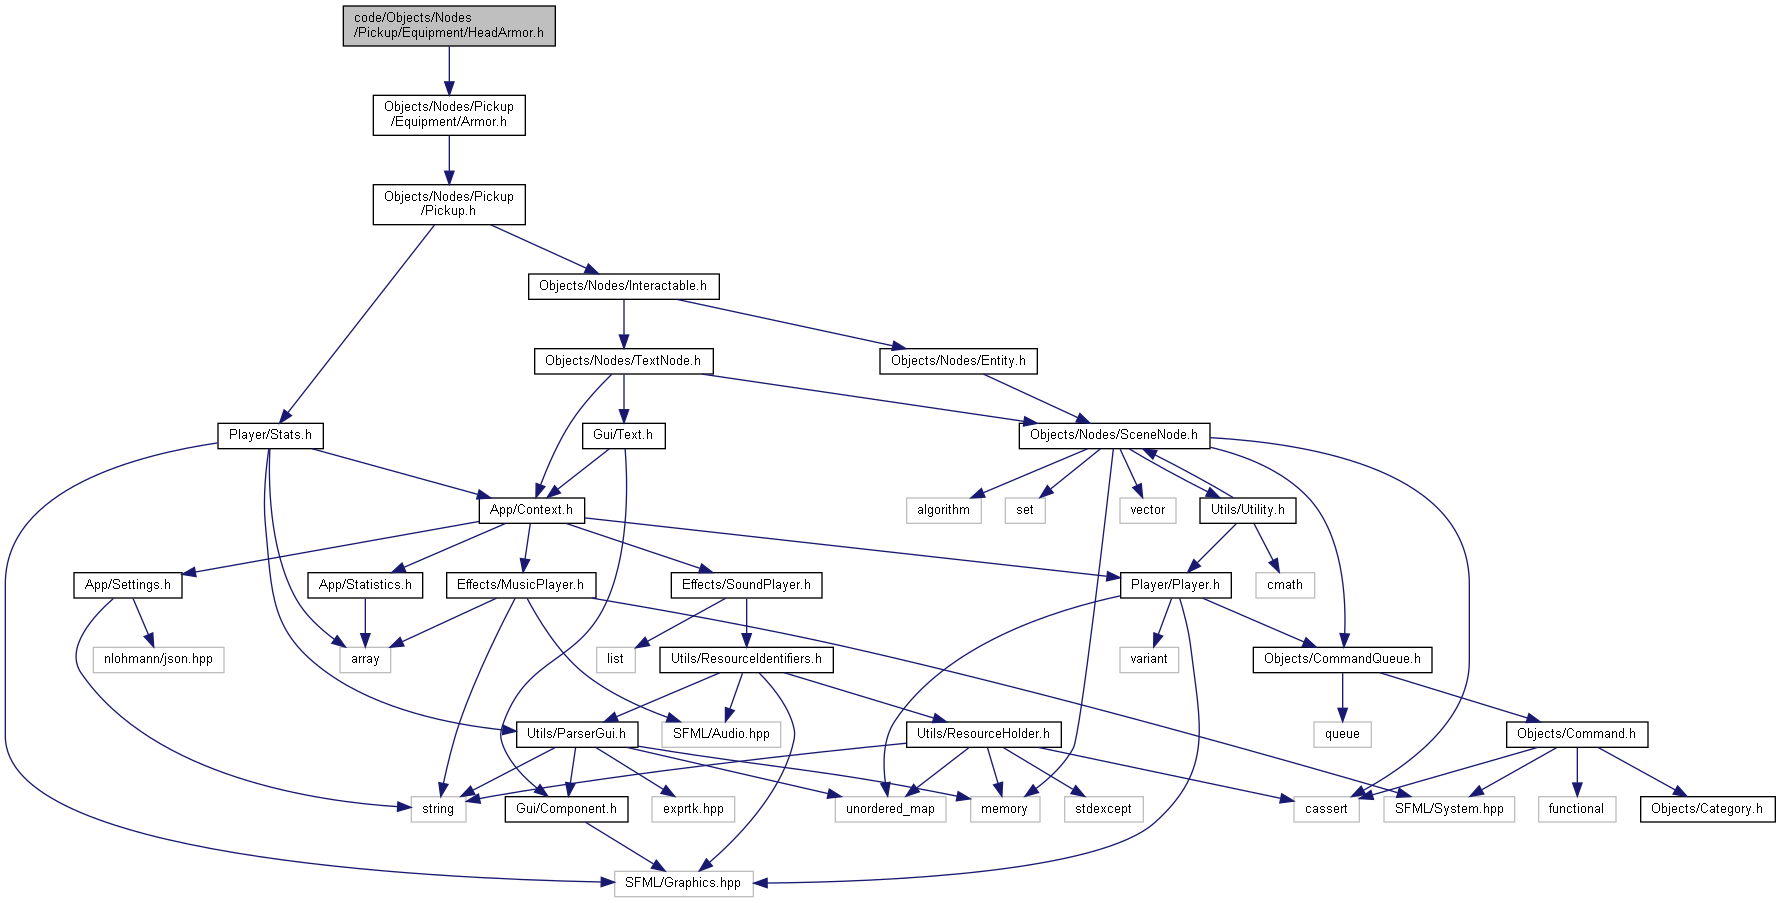 code/Objects/Nodes
/Pickup/Equipment/HeadArmor.h
Objects/Nodes/Pickup
/Equipment/Armor.h
Objects/Nodes/Pickup
/Pickup.h
Objects/Nodes/Interactable.h
Objects/Nodes/TextNode.h
Objects/Nodes/Entity.h
Player/Stats.h
Gui/Text.h
Objects/Nodes/SceneNode.h
App/Context.h
algorithm
set
vector
Utils/Utility.h
App/Settings.h
App/Statistics.h
Effects/MusicPlayer.h
Effects/SoundPlayer.h
Player/Player.h
cmath
nlohmann/json.hpp
array
list
Utils/ResourceIdentifiers.h
variant
Objects/CommandQueue.h
Utils/ParserGui.h
SFML/Audio.hpp
Utils/ResourceHolder.h
queue
Objects/Command.h
string
Gui/Component.h
exprtk.hpp
unordered_map
memory
stdexcept
cassert
SFML/System.hpp
functional
Objects/Category.h
SFML/Graphics.hpp